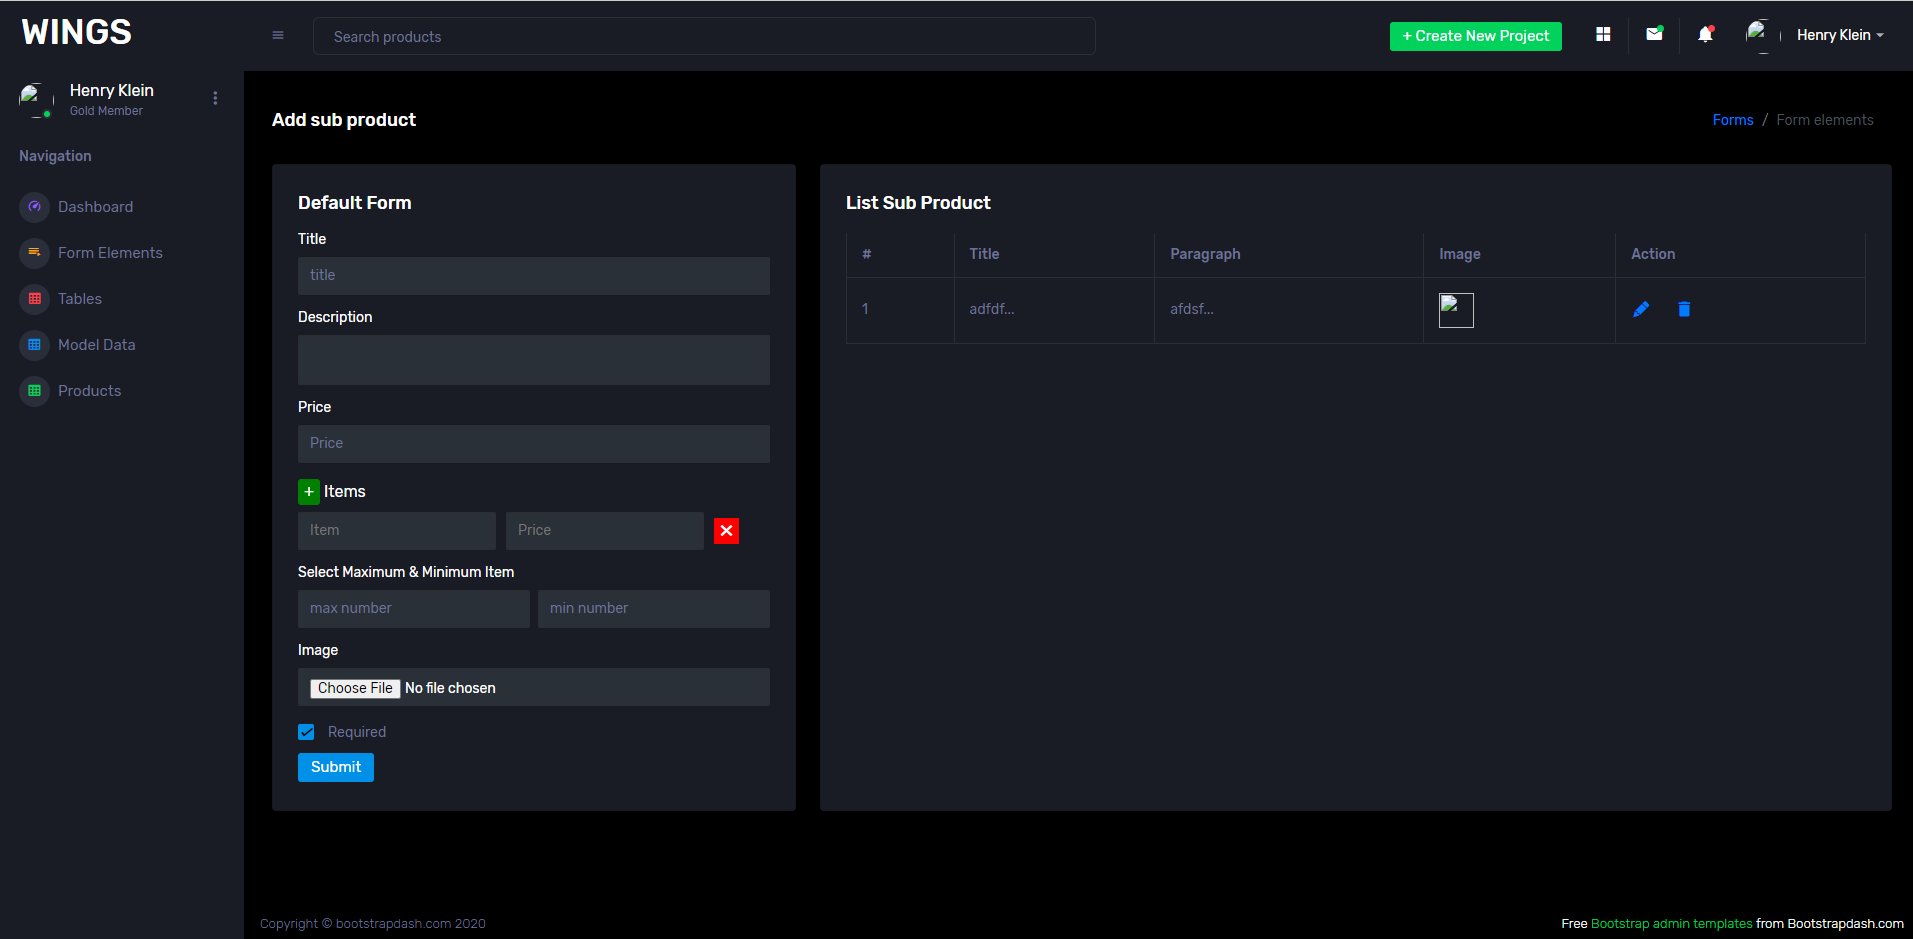 WINGS
Search products
+ Create New Project
Henry Klein
Henry Klein
Gold Member
Navigation
Dashboard
Form Elements
Tables
Model Data
Products
Add sub product
Forms / Form elements
Default Form
Title
title
Description
Price
Price
+ Items
Item Price
Select Maximum & Minimum Item
max number min number
Image
Choose File No file chosen
Required
Submit
List Sub Product
# Title Paragraph Image Action
1 adfdf... afdsf...
Copyright © bootstrapdash.com 2020
Free Bootstrap admin templates from Bootstrapdash.com